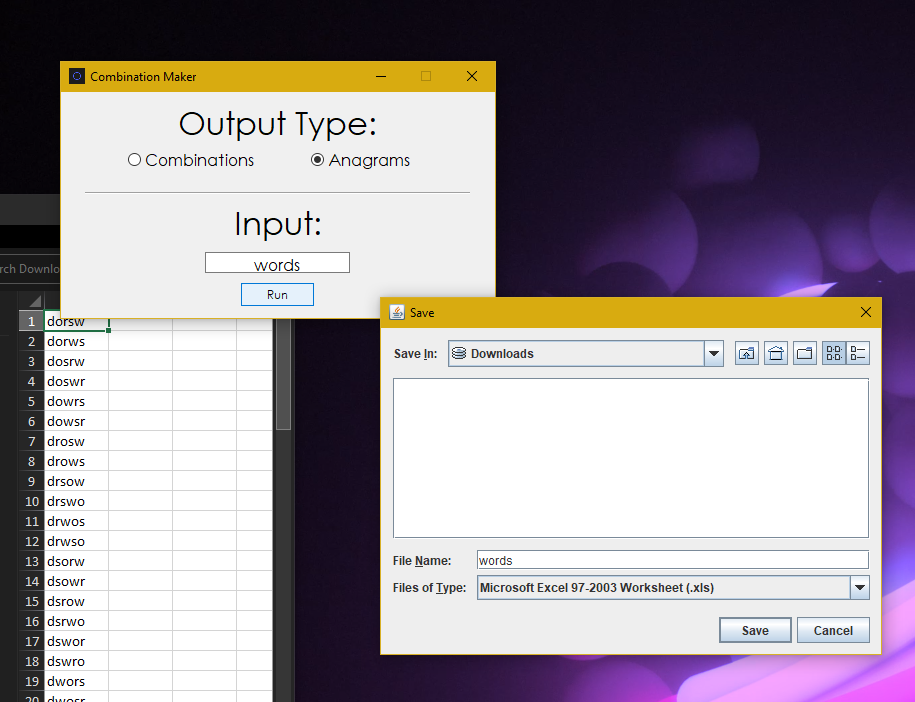 Combination Maker
Output Type:
Combinations Anagrams
Input:
words
Run
rch Downlo
1 dorsw
2 dorws
3 dosrw
4 doswr
5 dowrs
6 dowsr
7 drosw
8 drows
9 drsow
10 drswo
11 drwos
12 drwso
13 dsorw
14 dsowr
15 dsrow
16 dsrwo
17 dswor
18 dswro
19 dwors
20 dwosr
Save
Save In: Downloads
File Name: words
Files of Type: Microsoft Excel 97-2003 Worksheet (.xls)
Save Cancel